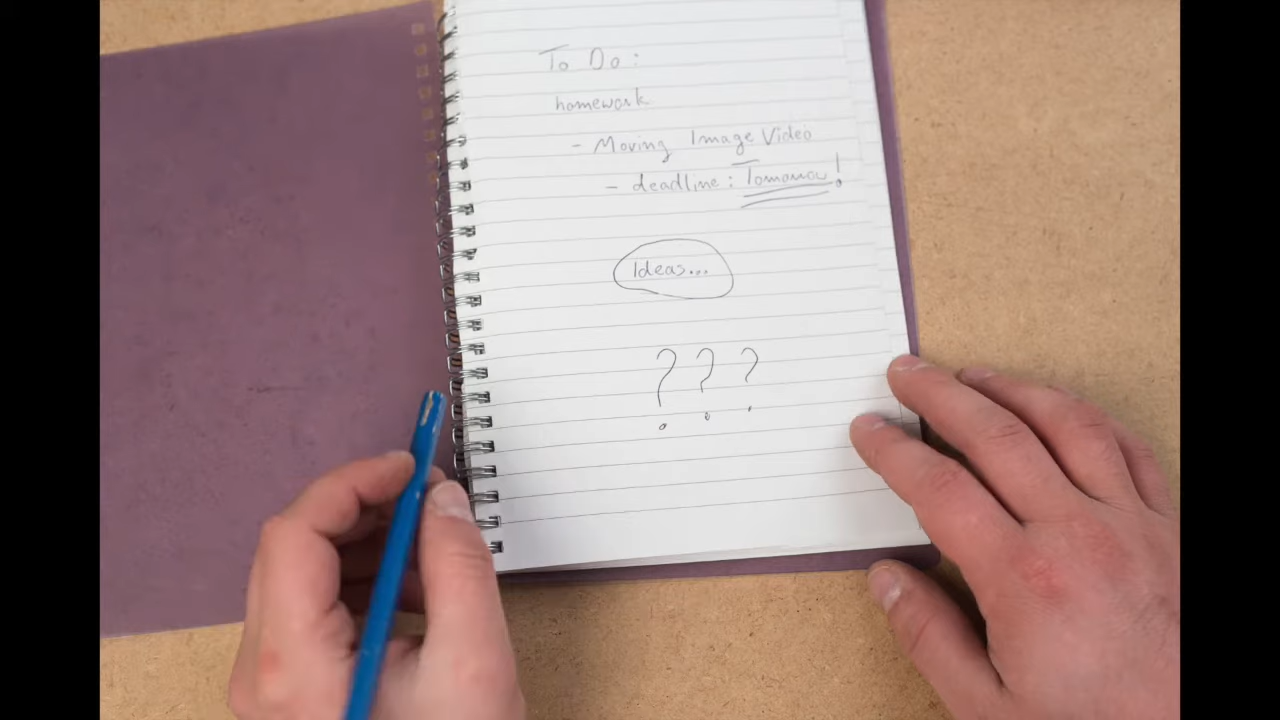 To Do:
homework
- Moving Image Video
- deadline: Tomorrow!
Ideas...
? ? ?